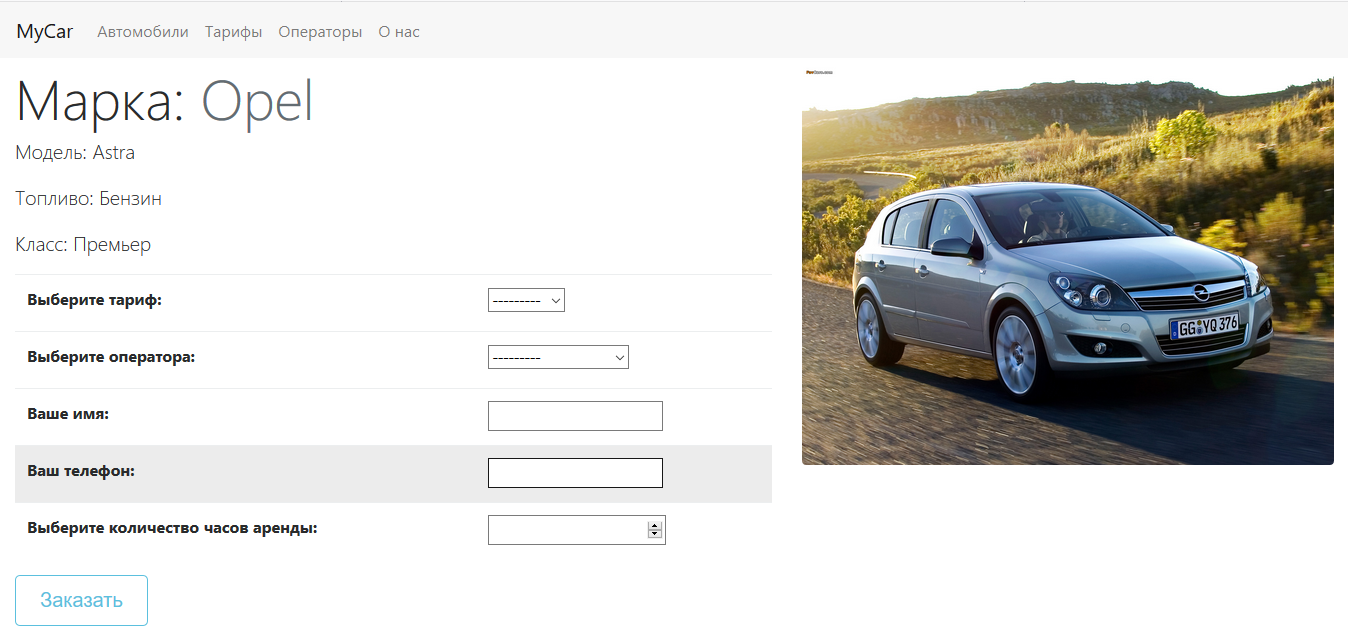 MyCar Автомобили Тарифы Операторы О нас
Марка: Opel
Модель: Astra
Топливо: Бензин
Класс: Премьер
Выберите тариф: ---------
Выберите оператора: ---------
Ваше имя:
Ваш телефон:
Выберите количество часов аренды:
Заказать
GG YQ 376